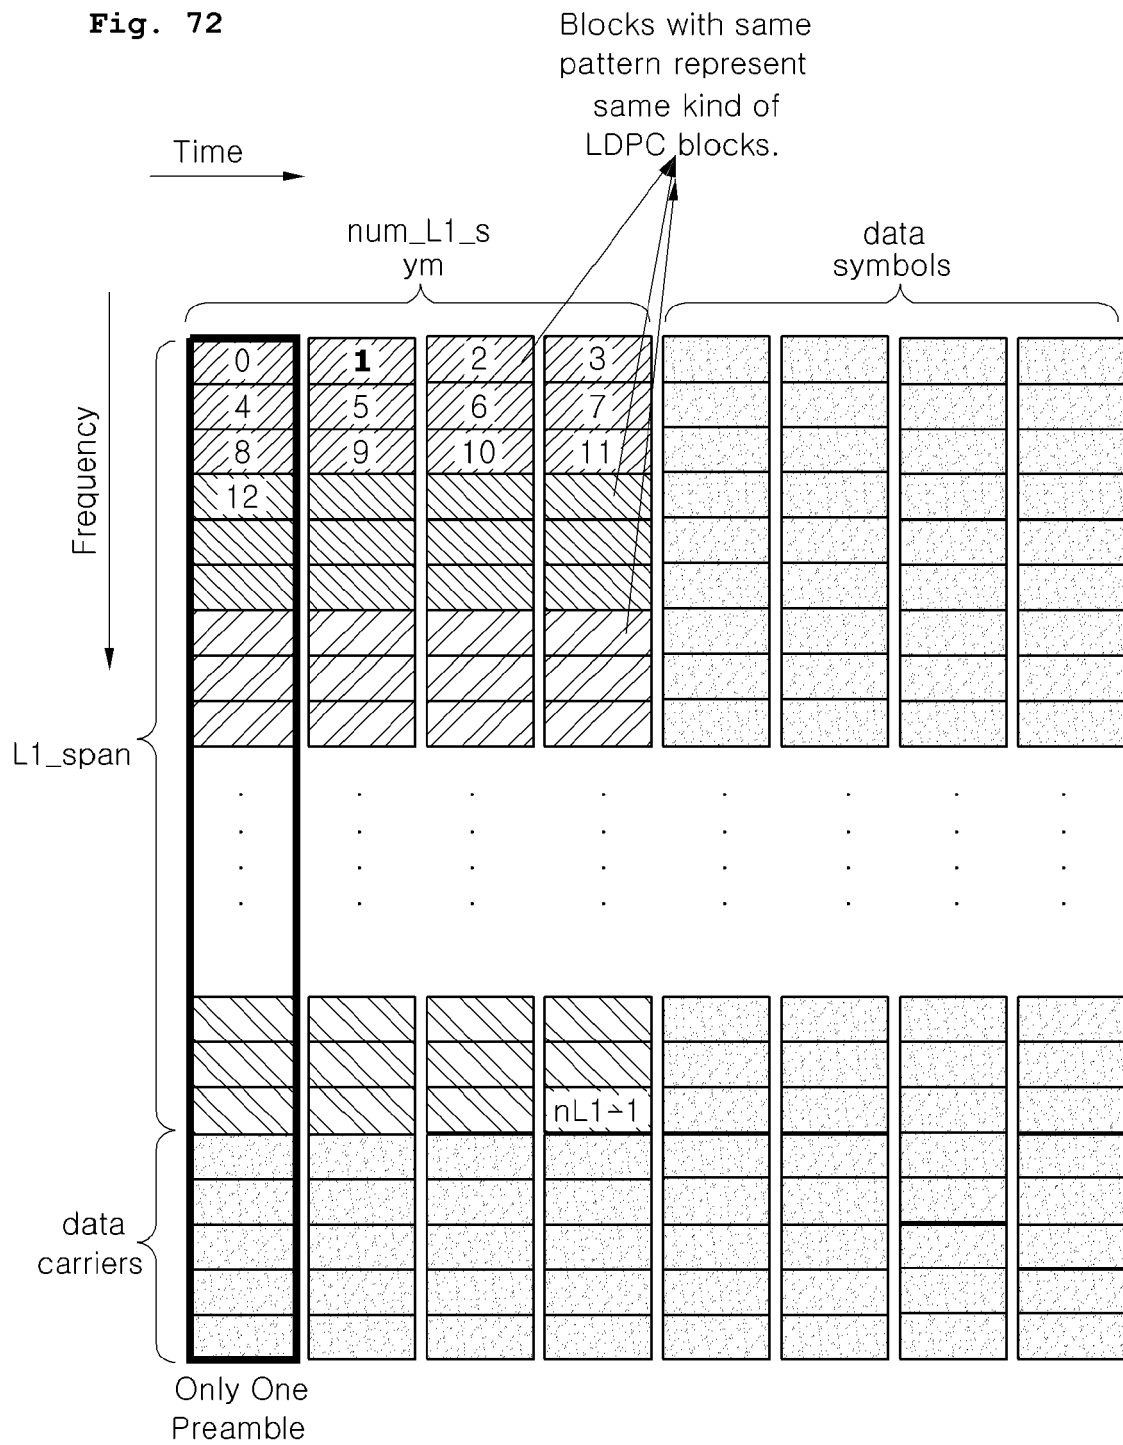 Fig. 72
Blocks with same
pattern represent
same kind of
LDPC blocks.
Time
num_L1_s
ym
data
symbols
Frequency
0 1 2 3
4 5 6 7
8 9 10 11
12
L1_span
nL1-1
data
carriers
Only One
Preamble